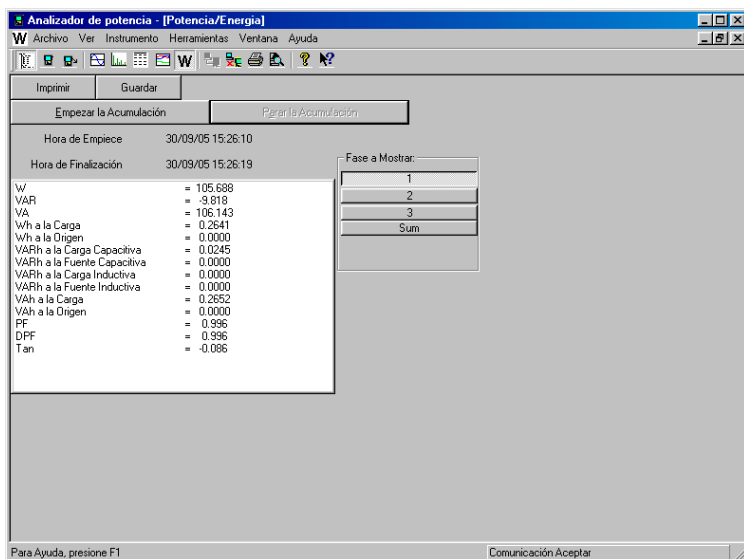 Analizador de potencia - [Potencia/Energia]
W Archivo Ver Instrumento Herramientas Ventana Ayuda
W
Imprimir Guardar
Empezar la Acumulación Parar la Acumulación
Hora de Empiece 30/09/05 15:26:10
Hora de Finalización 30/09/05 15:26:19
Fase a Mostrar:
1
2
3
Sum
W = 105.688
VAR = -9.818
VA = 106.143
Wh a la Carga = 0.2641
Wh a la Origen = 0.0000
VARh a la Carga Capacitiva = 0.0245
VARh a la Fuente Capacitiva = 0.0000
VARh a la Carga Inductiva = 0.0000
VARh a la Fuente Inductiva = 0.0000
VAh a la Carga = 0.2652
VAh a la Origen = 0.0000
PF = 0.996
DPF = 0.996
Tan = -0.086
Para Ayuda, presione F1 Comunicación Aceptar